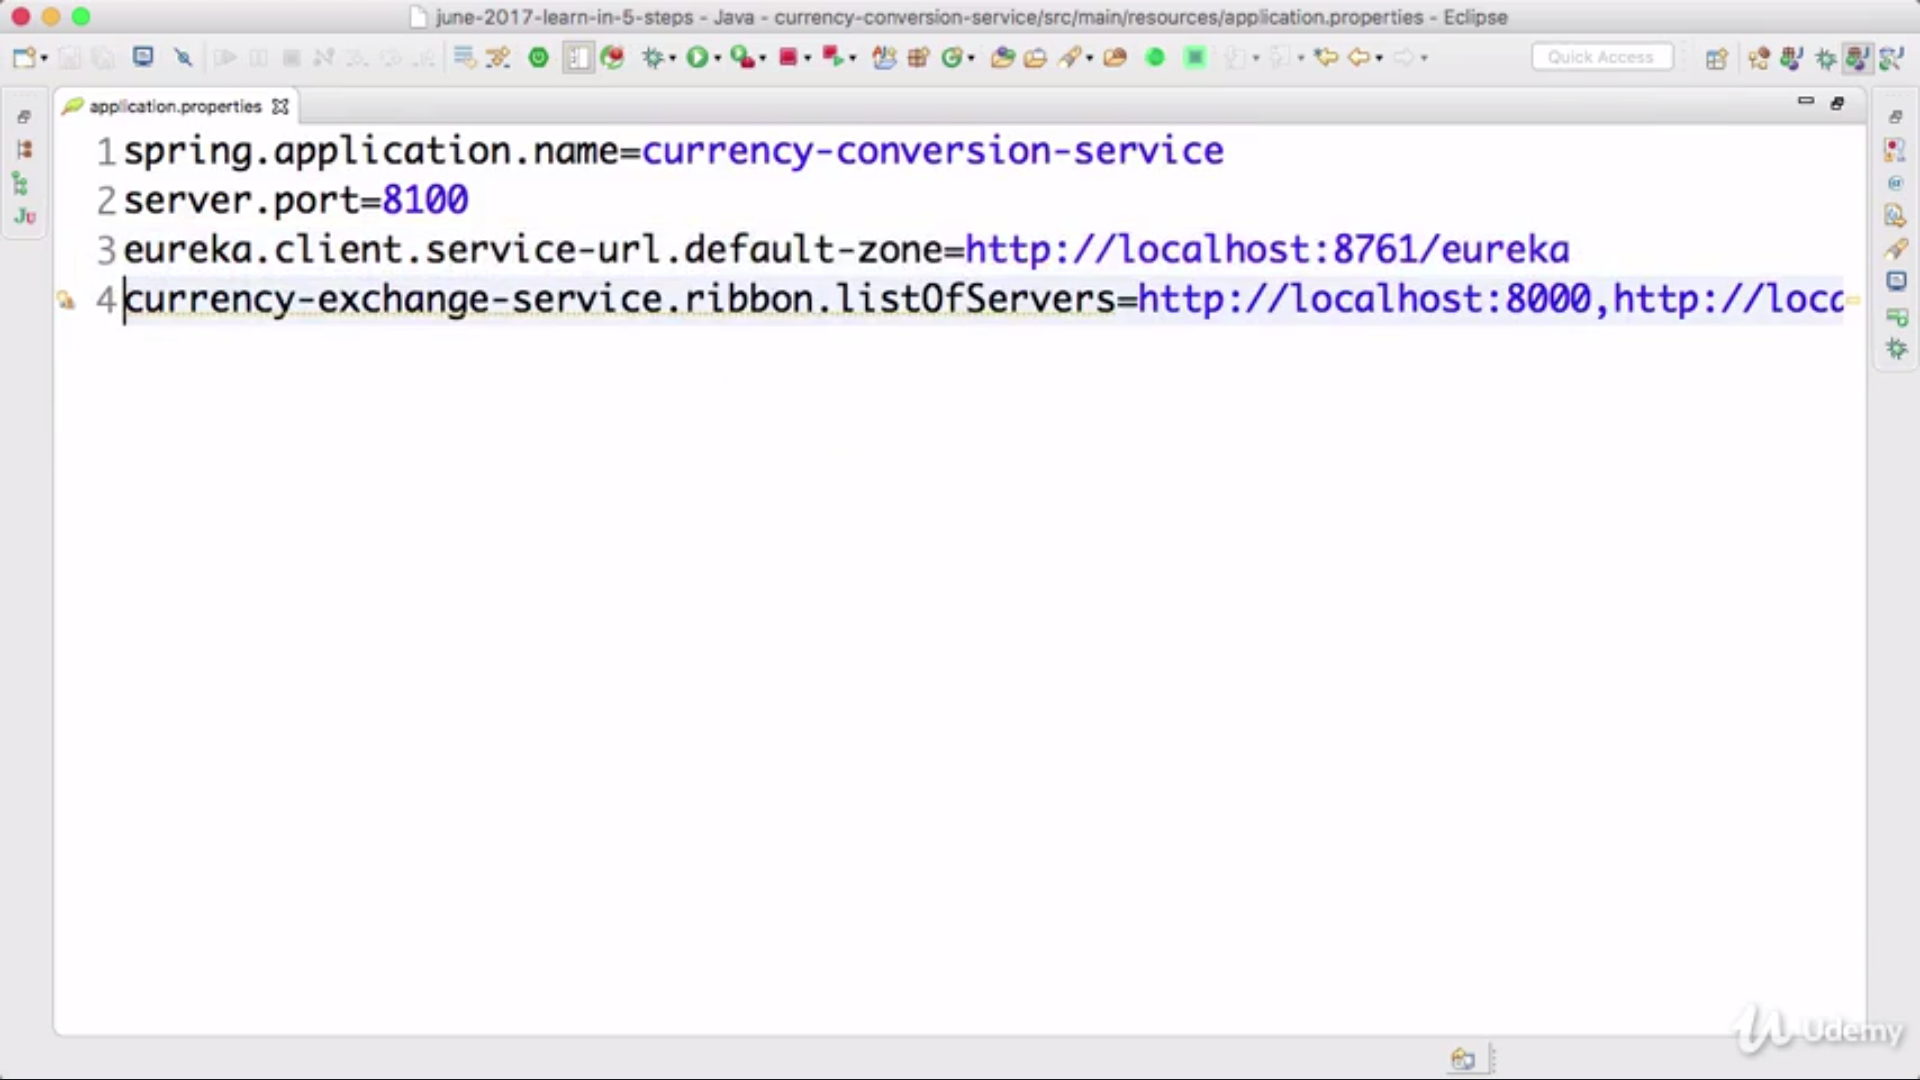 june-2017-learn-in-5-steps - Java - currency-conversion-service/src/main/resources/application.properties - Eclipse
Quick Access
application.properties
1 spring.application.name=currency-conversion-service
2 server.port=8100
3 eureka.client.service-url.default-zone=http://localhost:8761/eureka
4 currency-exchange-service.ribbon.listOfServers=http://localhost:8000,http://loc
Ju
Udemy